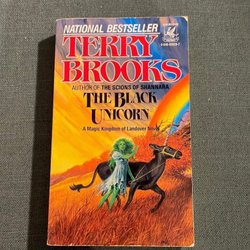 NATIONAL BESTSELLER
TERRY
BROOKS
AUTHOR OF THE SCIONS OF SHANNARA
THE BLACK
UNICORN
A Magic Kingdom of Landover Novel